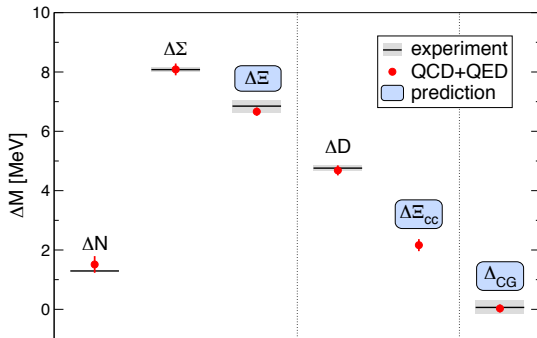 10
8
6
4
2
0
ΔM [MeV]
ΔN
ΔΣ
ΔΞ
ΔD
ΔΞcc
ΔCG
experiment
QCD+QED
prediction